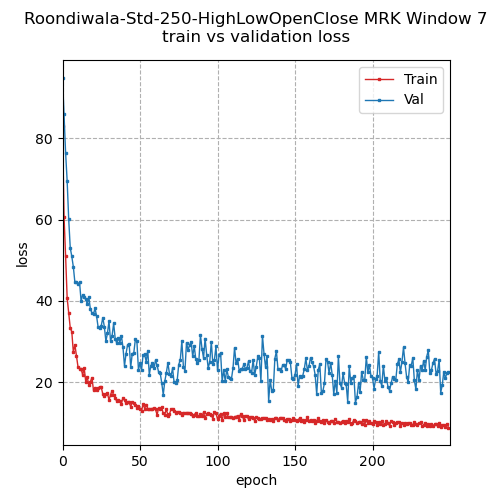 Roondiwala-Std-250-HighLowOpenClose MRK Window 7
train vs validation loss
Train
Val
80
60
40
20
loss
0
50
100
150
200
epoch